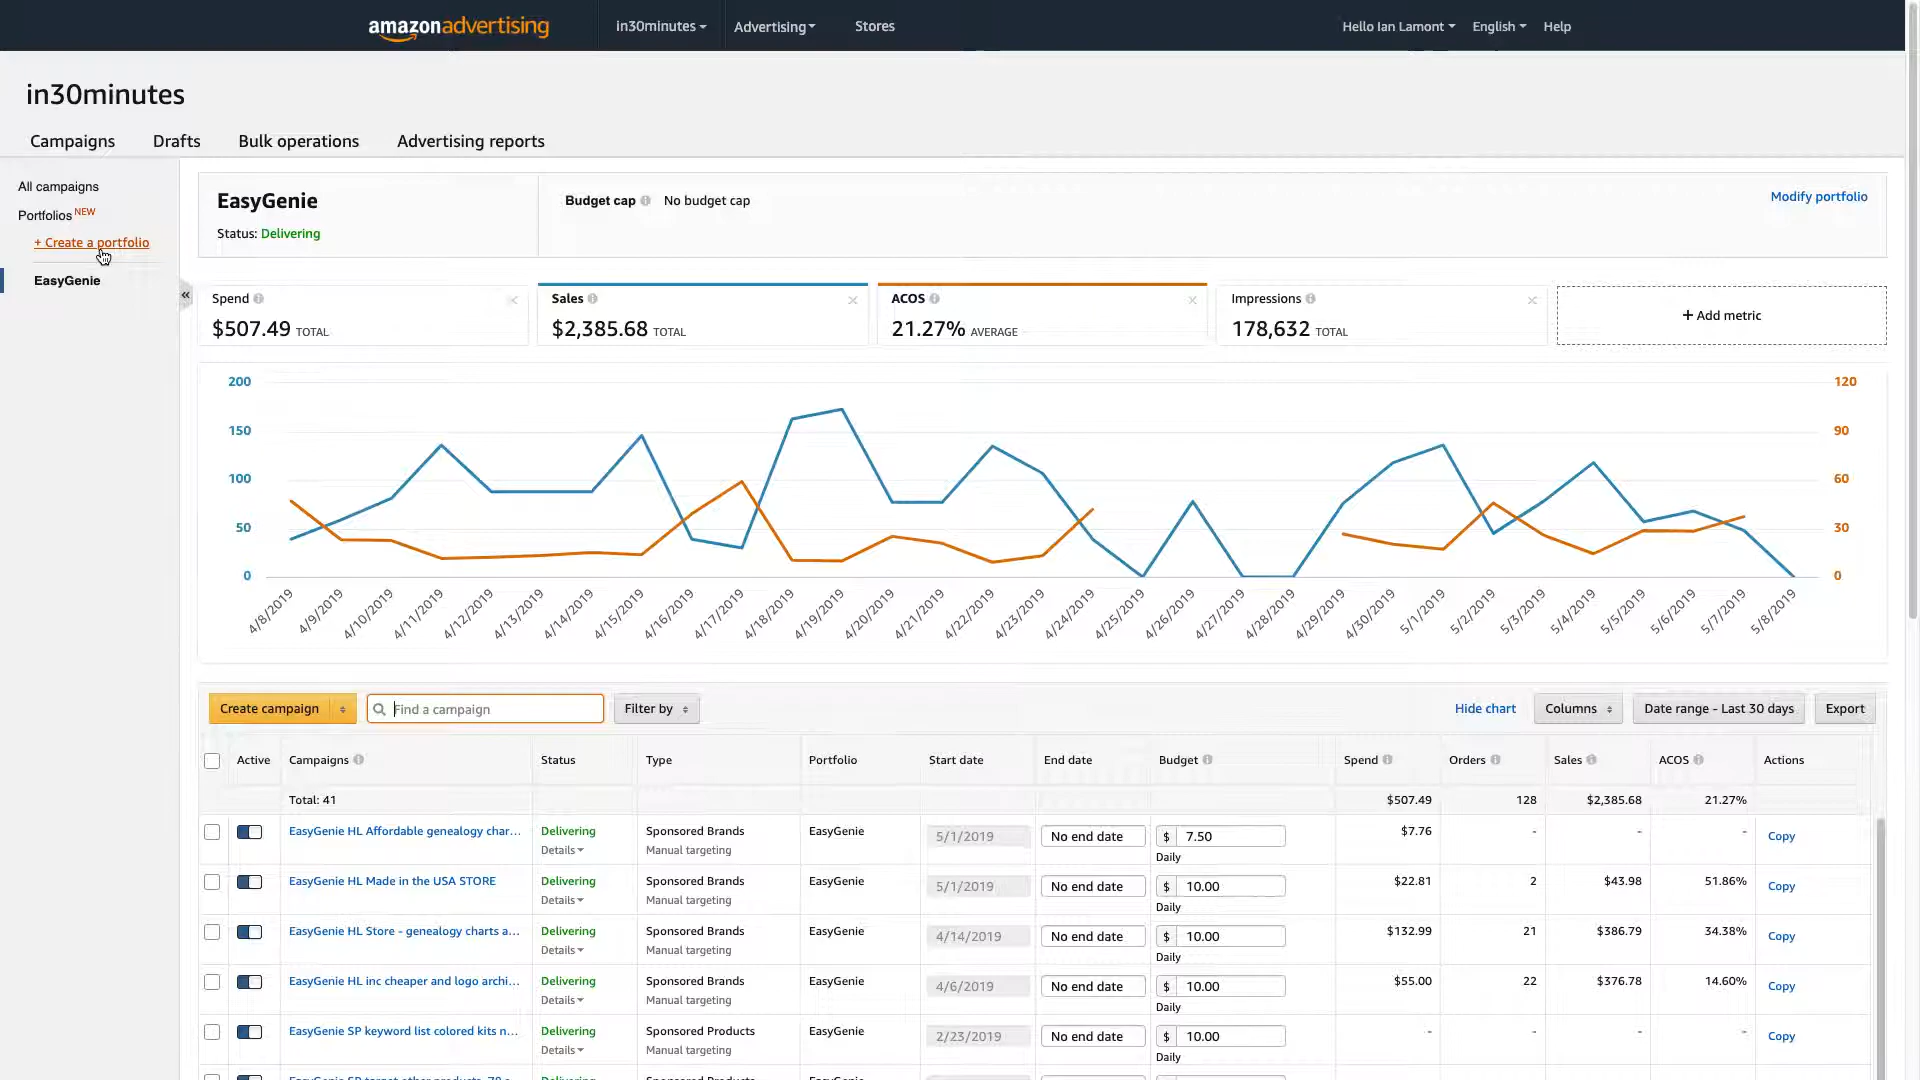 amazonadvertising
in30minutes
Advertising
Stores
Hello Ian Lamont
English
Help
in30minutes
Campaigns
Drafts
Bulk operations
Advertising reports
All campaigns
Portfolios NEW
+ Create a portfolio
EasyGenie
EasyGenie
Status: Delivering
Budget cap
No budget cap
Modify portfolio
«
Spend
$507.49 TOTAL
Sales
$2,385.68 TOTAL
ACOS
21.27% AVERAGE
Impressions
178,632 TOTAL
+ Add metric
200
150
100
50
0
120
90
60
30
0
4/8/2019
4/9/2019
4/10/2019
4/11/2019
4/12/2019
4/13/2019
4/14/2019
4/15/2019
4/16/2019
4/17/2019
4/18/2019
4/19/2019
4/20/2019
4/21/2019
4/22/2019
4/23/2019
4/24/2019
4/25/2019
4/26/2019
4/27/2019
4/28/2019
4/29/2019
4/30/2019
5/1/2019
5/2/2019
5/3/2019
5/4/2019
5/5/2019
5/6/2019
5/7/2019
5/8/2019
Create campaign
Find a campaign
Filter by
Hide chart
Columns
Date range - Last 30 days
Export
Active Campaigns Status Type Portfolio Start date End date Budget Spend Orders Sales ACOS Actions
Total: 41 $507.49 128 $2,385.68 21.27%
EasyGenie HL Affordable genealogy char... Delivering Sponsored Brands EasyGenie 5/1/2019 No end date $ 7.50 $7.76 - - - Copy
Details Manual targeting Daily
EasyGenie HL Made in the USA STORE Delivering Sponsored Brands EasyGenie 5/1/2019 No end date $ 10.00 $22.81 2 $43.98 51.86% Copy
Details Manual targeting Daily
EasyGenie HL Store - genealogy charts a... Delivering Sponsored Brands EasyGenie 4/14/2019 No end date $ 10.00 $132.99 21 $386.79 34.38% Copy
Details Manual targeting Daily
EasyGenie HL inc cheaper and logo archi... Delivering Sponsored Brands EasyGenie 4/6/2019 No end date $ 10.00 $55.00 22 $376.78 14.60% Copy
Details Manual targeting Daily
EasyGenie SP keyword list colored kits n... Delivering Sponsored Products EasyGenie 2/23/2019 No end date $ 10.00 - - - - Copy
Details Manual targeting Daily